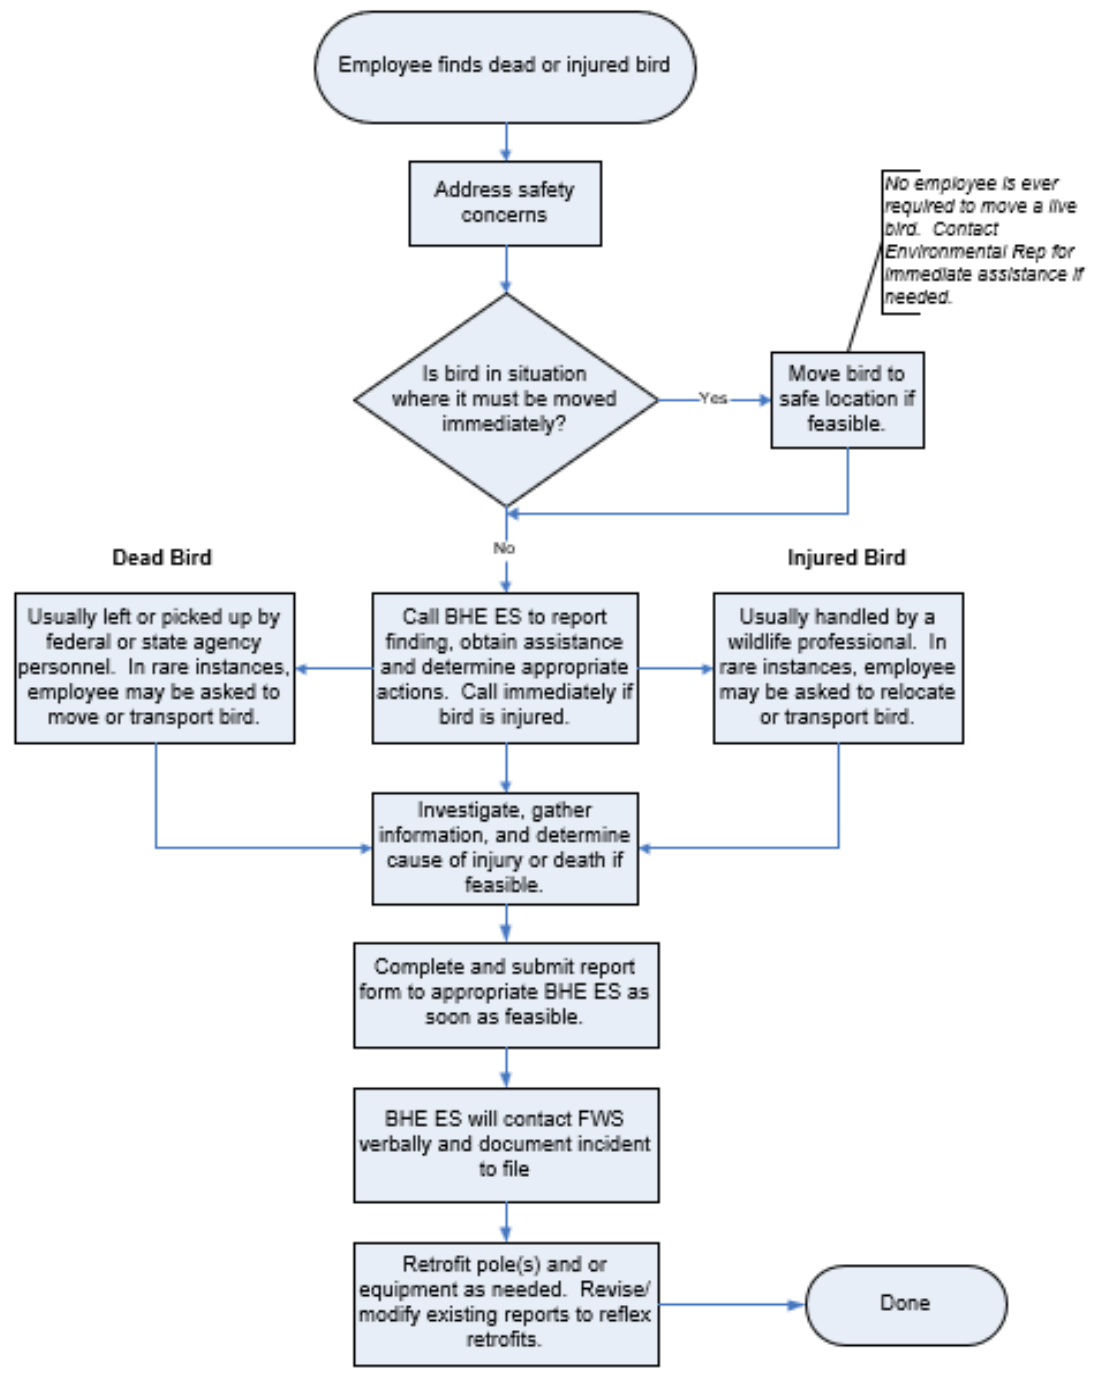 Employee finds dead or injured bird
Address safety
concerns
No employee is ever
required to move a live
bird. Contact
Environmental Rep for
immediate assistance if
needed.
Is bird in situation
where it must be moved
immediately?
Yes
Move bird to
safe location if
feasible.
No
Dead Bird
Injured Bird
Usually left or picked up by
federal or state agency
personnel. In rare instances,
employee may be asked to
move or transport bird.
Call BHE ES to report
finding, obtain assistance
and determine appropriate
actions. Call immediately if
bird is injured.
Usually handled by a
wildlife professional. In
rare instances, employee
may be asked to relocate
or transport bird.
Investigate, gather
information, and determine
cause of injury or death if
feasible.
Complete and submit report
form to appropriate BHE ES as
soon as feasible.
BHE ES will contact FWS
verbally and document incident
to file
Retrofit pole(s) and or
equipment as needed. Revise/
modify existing reports to reflex
retrofits.
Done